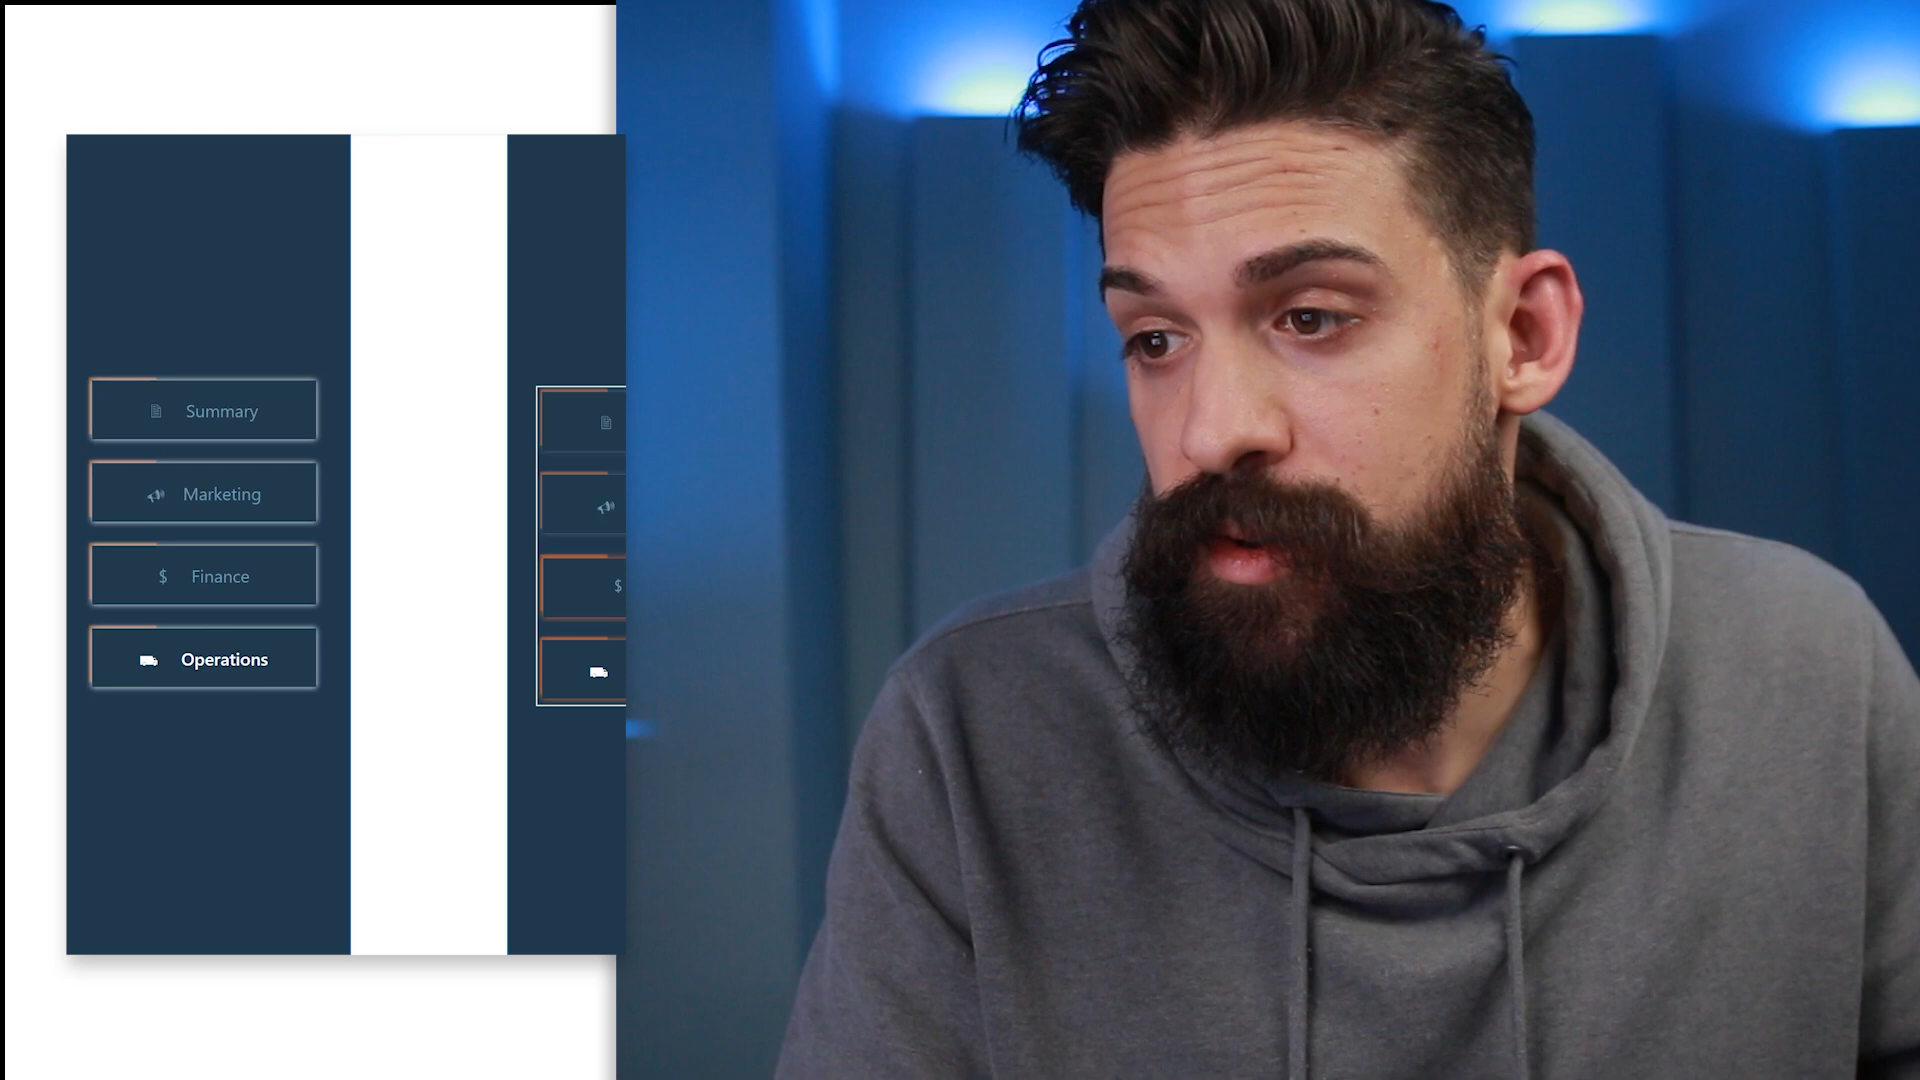 Summary
Marketing
$ Finance
Operations
$